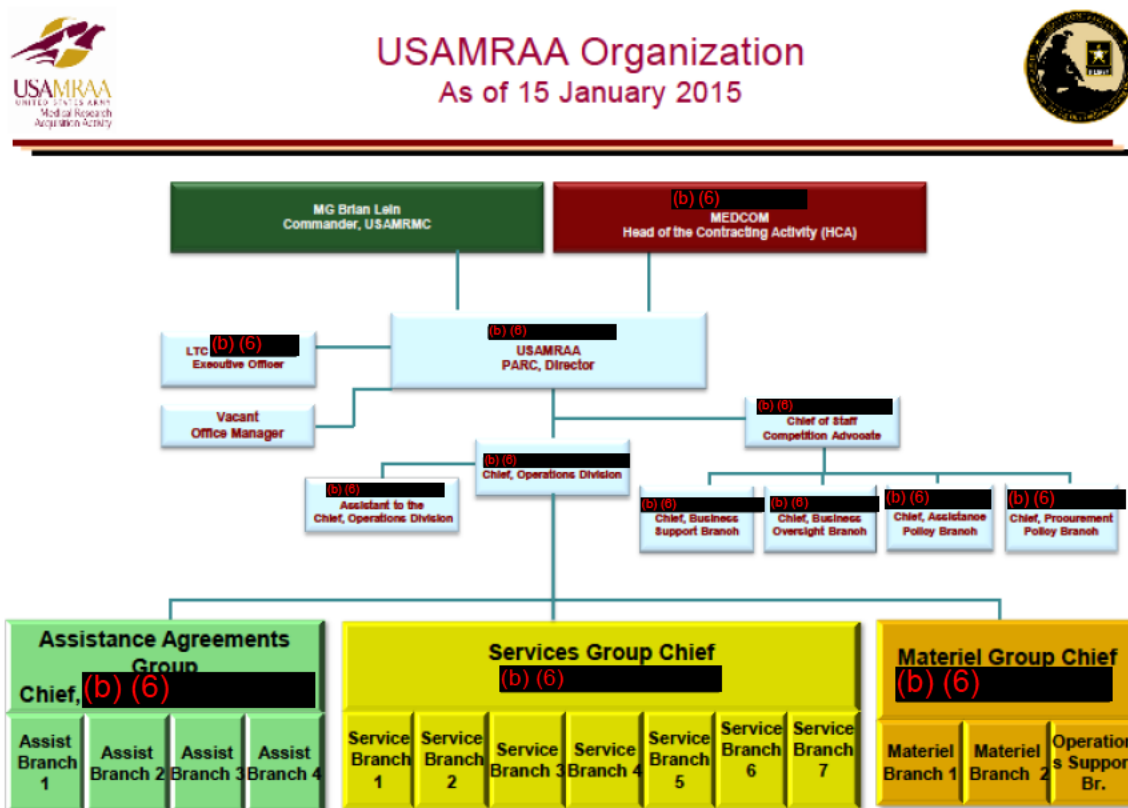 USAMRAA Organization
As of 15 January 2015
USAMRAA
UNITED STATES ARMY
Medical Research
Acquisition Activity
MG Brian Lein
Commander, USAMRMC
(b) (6)
MEDCOM
Head of the Contracting Activity (HCA)
(b) (6)
USAMRAA
PARC, Director
LTC (b) (6)
Executive Officer
Vacant
Office Manager
(b) (6)
Chief of Staff
Competition Advocate
(b) (6)
Chief, Operations Division
(b) (6)
Assistant to the
Chief, Operations Division
(b) (6)
Chief, Business
Support Branch
(b) (6)
Chief, Business
Oversight Branch
(b) (6)
Chief, Assistance
Policy Branch
(b) (6)
Chief, Procurement
Policy Branch
Assistance Agreements
Group
Chief, (b) (6)
Assist
Branch
1
Assist
Branch 2
Assist
Branch 3
Assist
Branch 4
Services Group Chief
(b) (6)
Service
Branch
1
Service
Branch
2
Service
Branch 3
Service
Branch 4
Service
Branch
5
Service
Branch
6
Service
Branch
7
Materiel Group Chief
(b) (6)
Materiel
Branch 1
Materiel
Branch 2
Operation
s Support
Br.